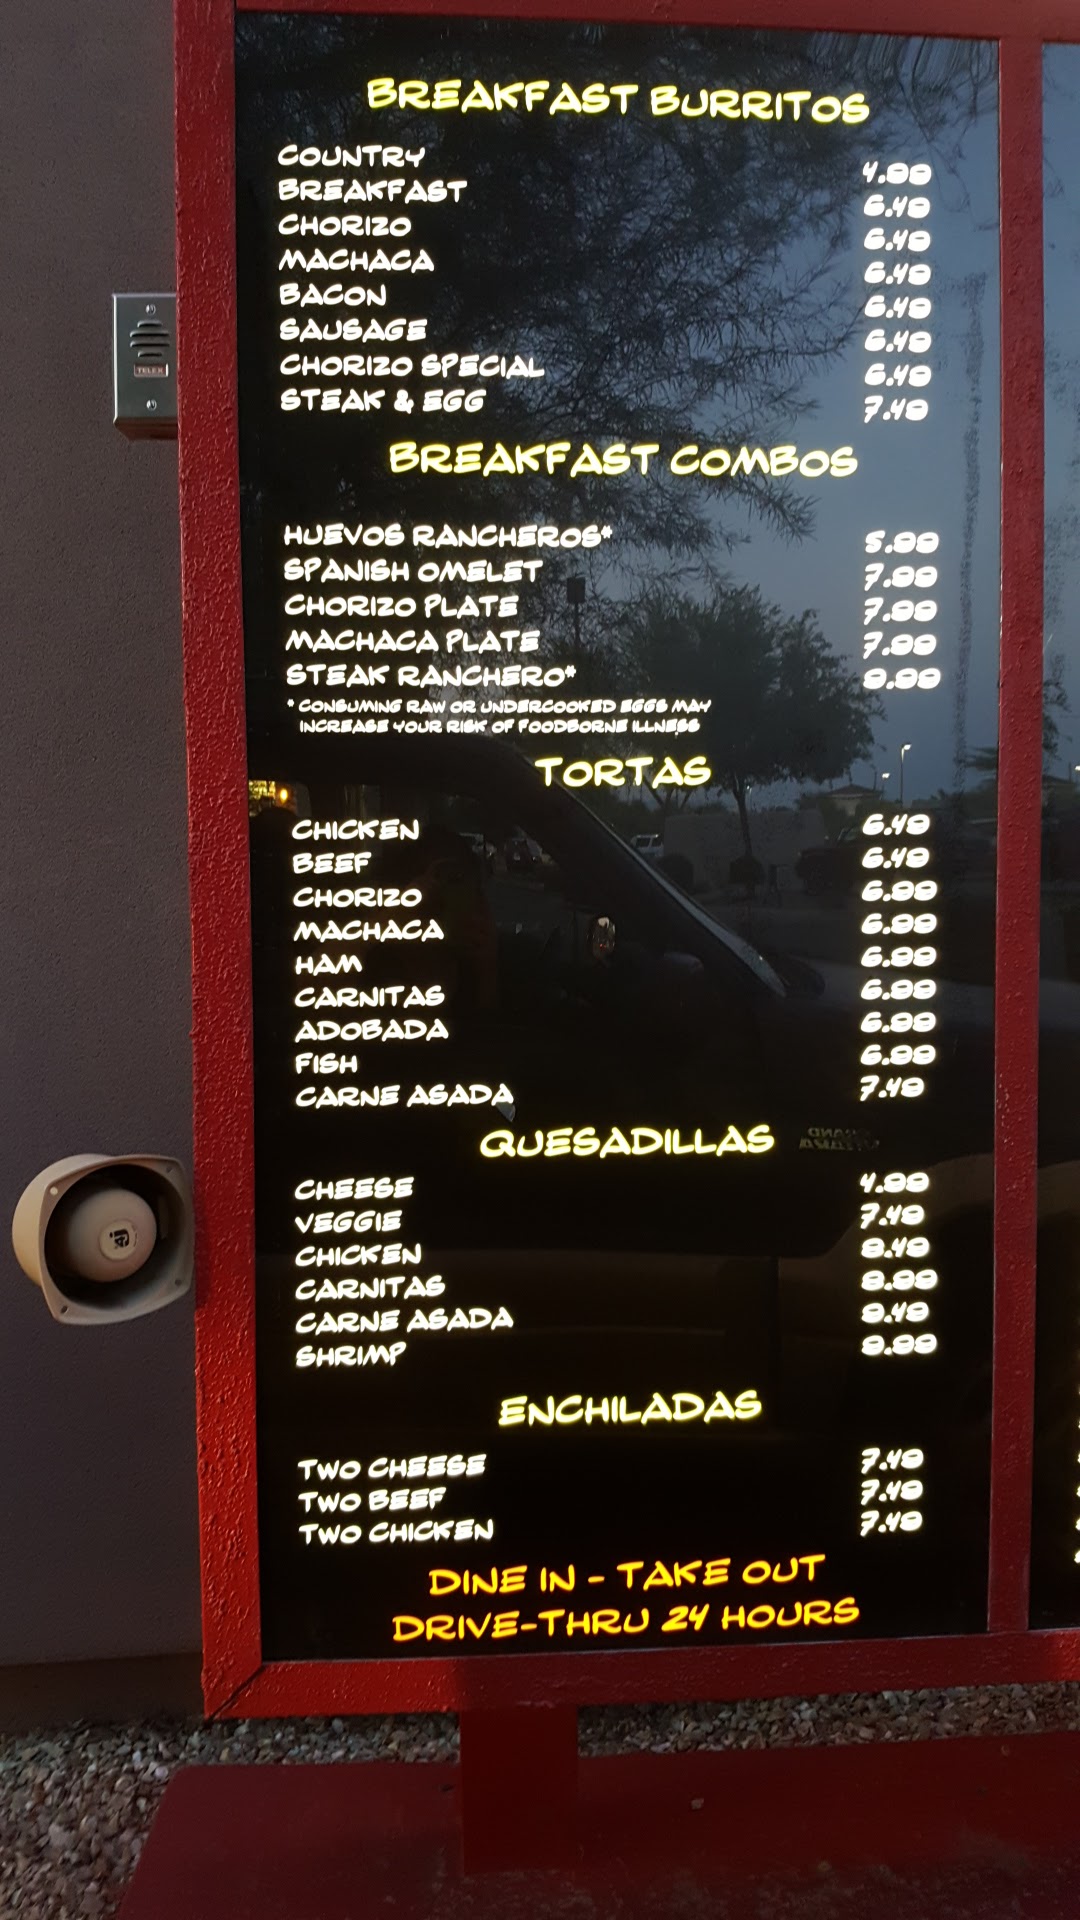 BREAKFAST BURRITOS
COUNTRY 4.99
BREAKFAST 6.49
CHORIZO 6.49
MACHACA 6.49
BACON 6.49
SAUSAGE 6.49
CHORIZO SPECIAL 6.49
STEAK & EGG 7.49
TELEX
BREAKFAST COMBOS
HUEVOS RANCHEROS* 5.99
SPANISH OMELET 7.99
CHORIZO PLATE 7.99
MACHACA PLATE 7.99
STEAK RANCHERO* 9.99
* CONSUMING RAW OR UNDERCOOKED EGGS MAY
INCREASE YOUR RISK OF FOODBORNE ILLNESS
TORTAS
CHICKEN 6.49
BEEF 6.49
CHORIZO 6.99
MACHACA 6.99
HAM 6.99
CARNITAS 6.99
ADOBADA 6.99
FISH 6.99
CARNE ASADA 7.49
QUESADILLAS
CHEESE 4.99
VEGGIE 7.49
CHICKEN 8.49
CARNITAS 8.99
CARNE ASADA 9.49
SHRIMP 9.99
ENCHILADAS
TWO CHEESE 7.49
TWO BEEF 7.49
TWO CHICKEN 7.49
DINE IN - TAKE OUT
DRIVE-THRU 24 HOURS